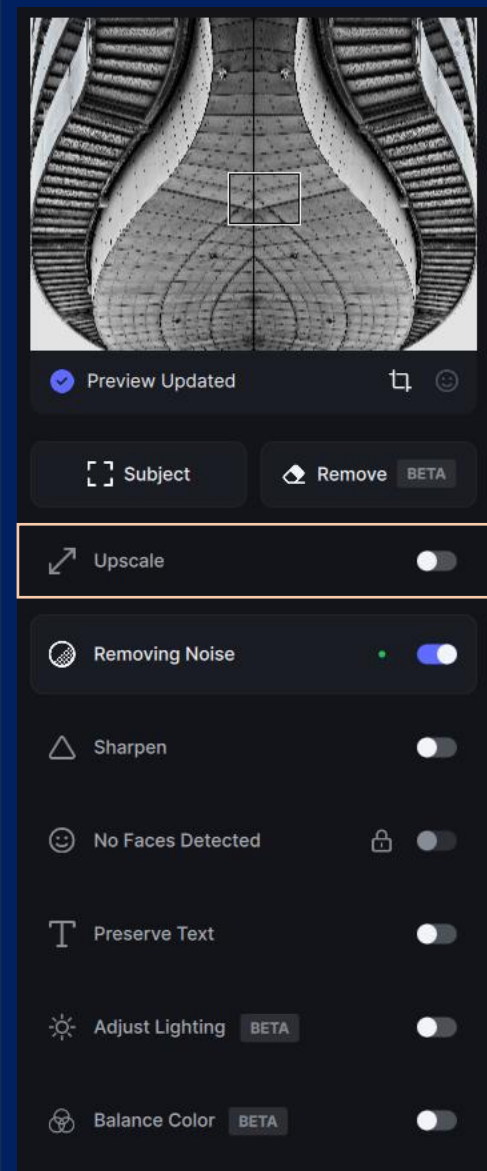 Preview Updated
Subject
Remove BETA
Upscale
Removing Noise
Sharpen
No Faces Detected
Preserve Text
Adjust Lighting BETA
Balance Color BETA